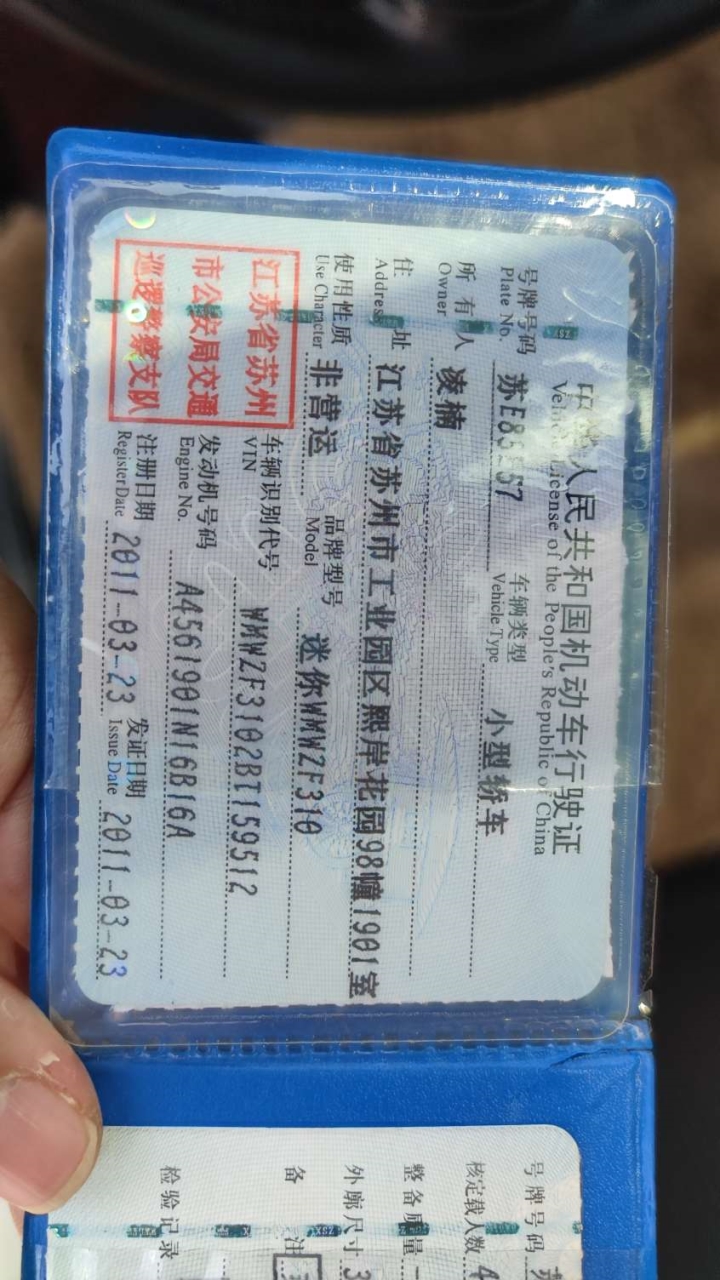 中华人民共和国机动车行驶证
Vehicle License of the People's Republic of China
号牌号码 车辆类型 小型轿车
Plate No. Vehicle Type
所有人 凌楠
Owner
住址 江苏省苏州市工业园区熙岸花园98幢1901室
Address
使用性质 非营运 品牌型号 迷你WMWZF310
Use Character Model
江苏省苏州
市公安局交通
巡逻警察支队
车辆识别代号 WMWZF3102BT159512
VIN
发动机号码 A4561901N16B16A
Engine No.
注册日期 2011-03-23 发证日期 2011-03-23
Register Date Issue Date
号牌号码 苏
核定载人数 4
整备质量
外廓尺寸 3
备注
检验记录